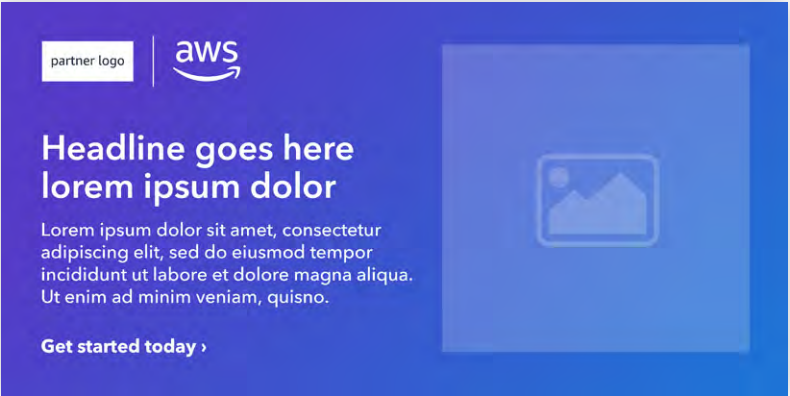 partner logo
aws
Headline goes here
lorem ipsum dolor
Lorem ipsum dolor sit amet, consectetur
adipiscing elit, sed do eiusmod tempor
incididunt ut labore et dolore magna aliqua.
Ut enim ad minim veniam, quisno.
Get started today ›